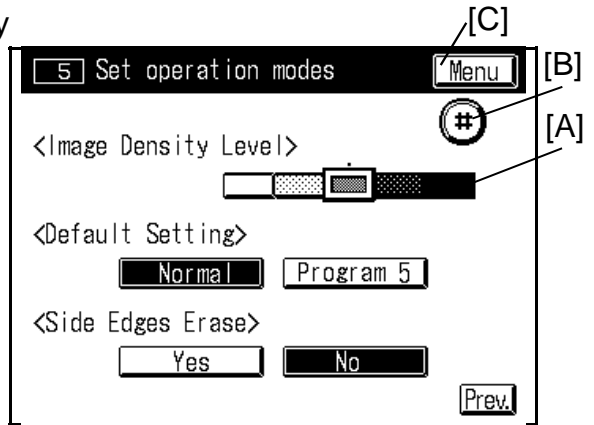 y
[C]
5 Set operation modes Menu
[B]
#
[A]
<Image Density Level>
<Default Setting>
Normal Program 5
<Side Edges Erase>
Yes No
Prev.